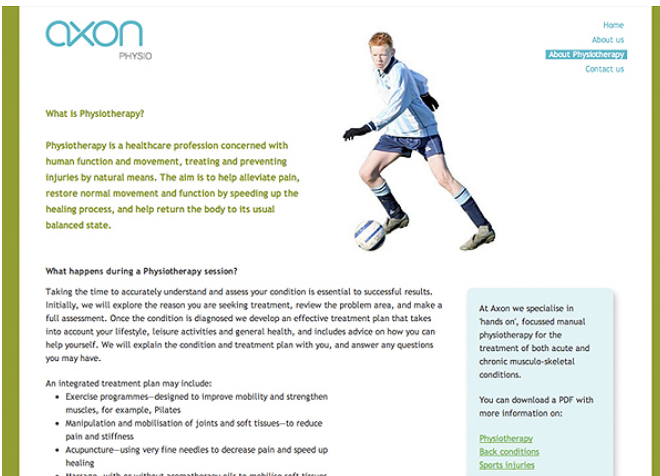 axon
PHYSIO
Home
About us
About Physiotherapy
Contact us
What is Physiotherapy?
Physiotherapy is a healthcare profession concerned with
human function and movement, treating and preventing
injuries by natural means. The aim is to help alleviate pain,
restore normal movement and function by speeding up the
healing process, and help return the body to its usual
balanced state.
What happens during a Physiotherapy session?
Taking the time to accurately understand and assess your condition is essential to successful results.
Initially, we will explore the reason you are seeking treatment, review the problem area, and make a
full assessment. Once the condition is diagnosed we develop an effective treatment plan that takes
into account your lifestyle, leisure activities and general health, and includes advice on how you can
help yourself. We will explain the condition and treatment plan with you, and answer any questions
you may have.
An integrated treatment plan may include:
• Exercise programmes—designed to improve mobility and strengthen
muscles, for example, Pilates
• Manipulation and mobilisation of joints and soft tissues—to reduce
pain and stiffness
• Acupuncture—using very fine needles to decrease pain and speed up
healing
• Massage—with or without aromatherapy oils to mobilise soft tissues
At Axon we specialise in
'hands on', focussed manual
physiotherapy for the
treatment of both acute and
chronic musculo-skeletal
conditions.
You can download a PDF with
more information on:
Physiotherapy
Back conditions
Sports injuries